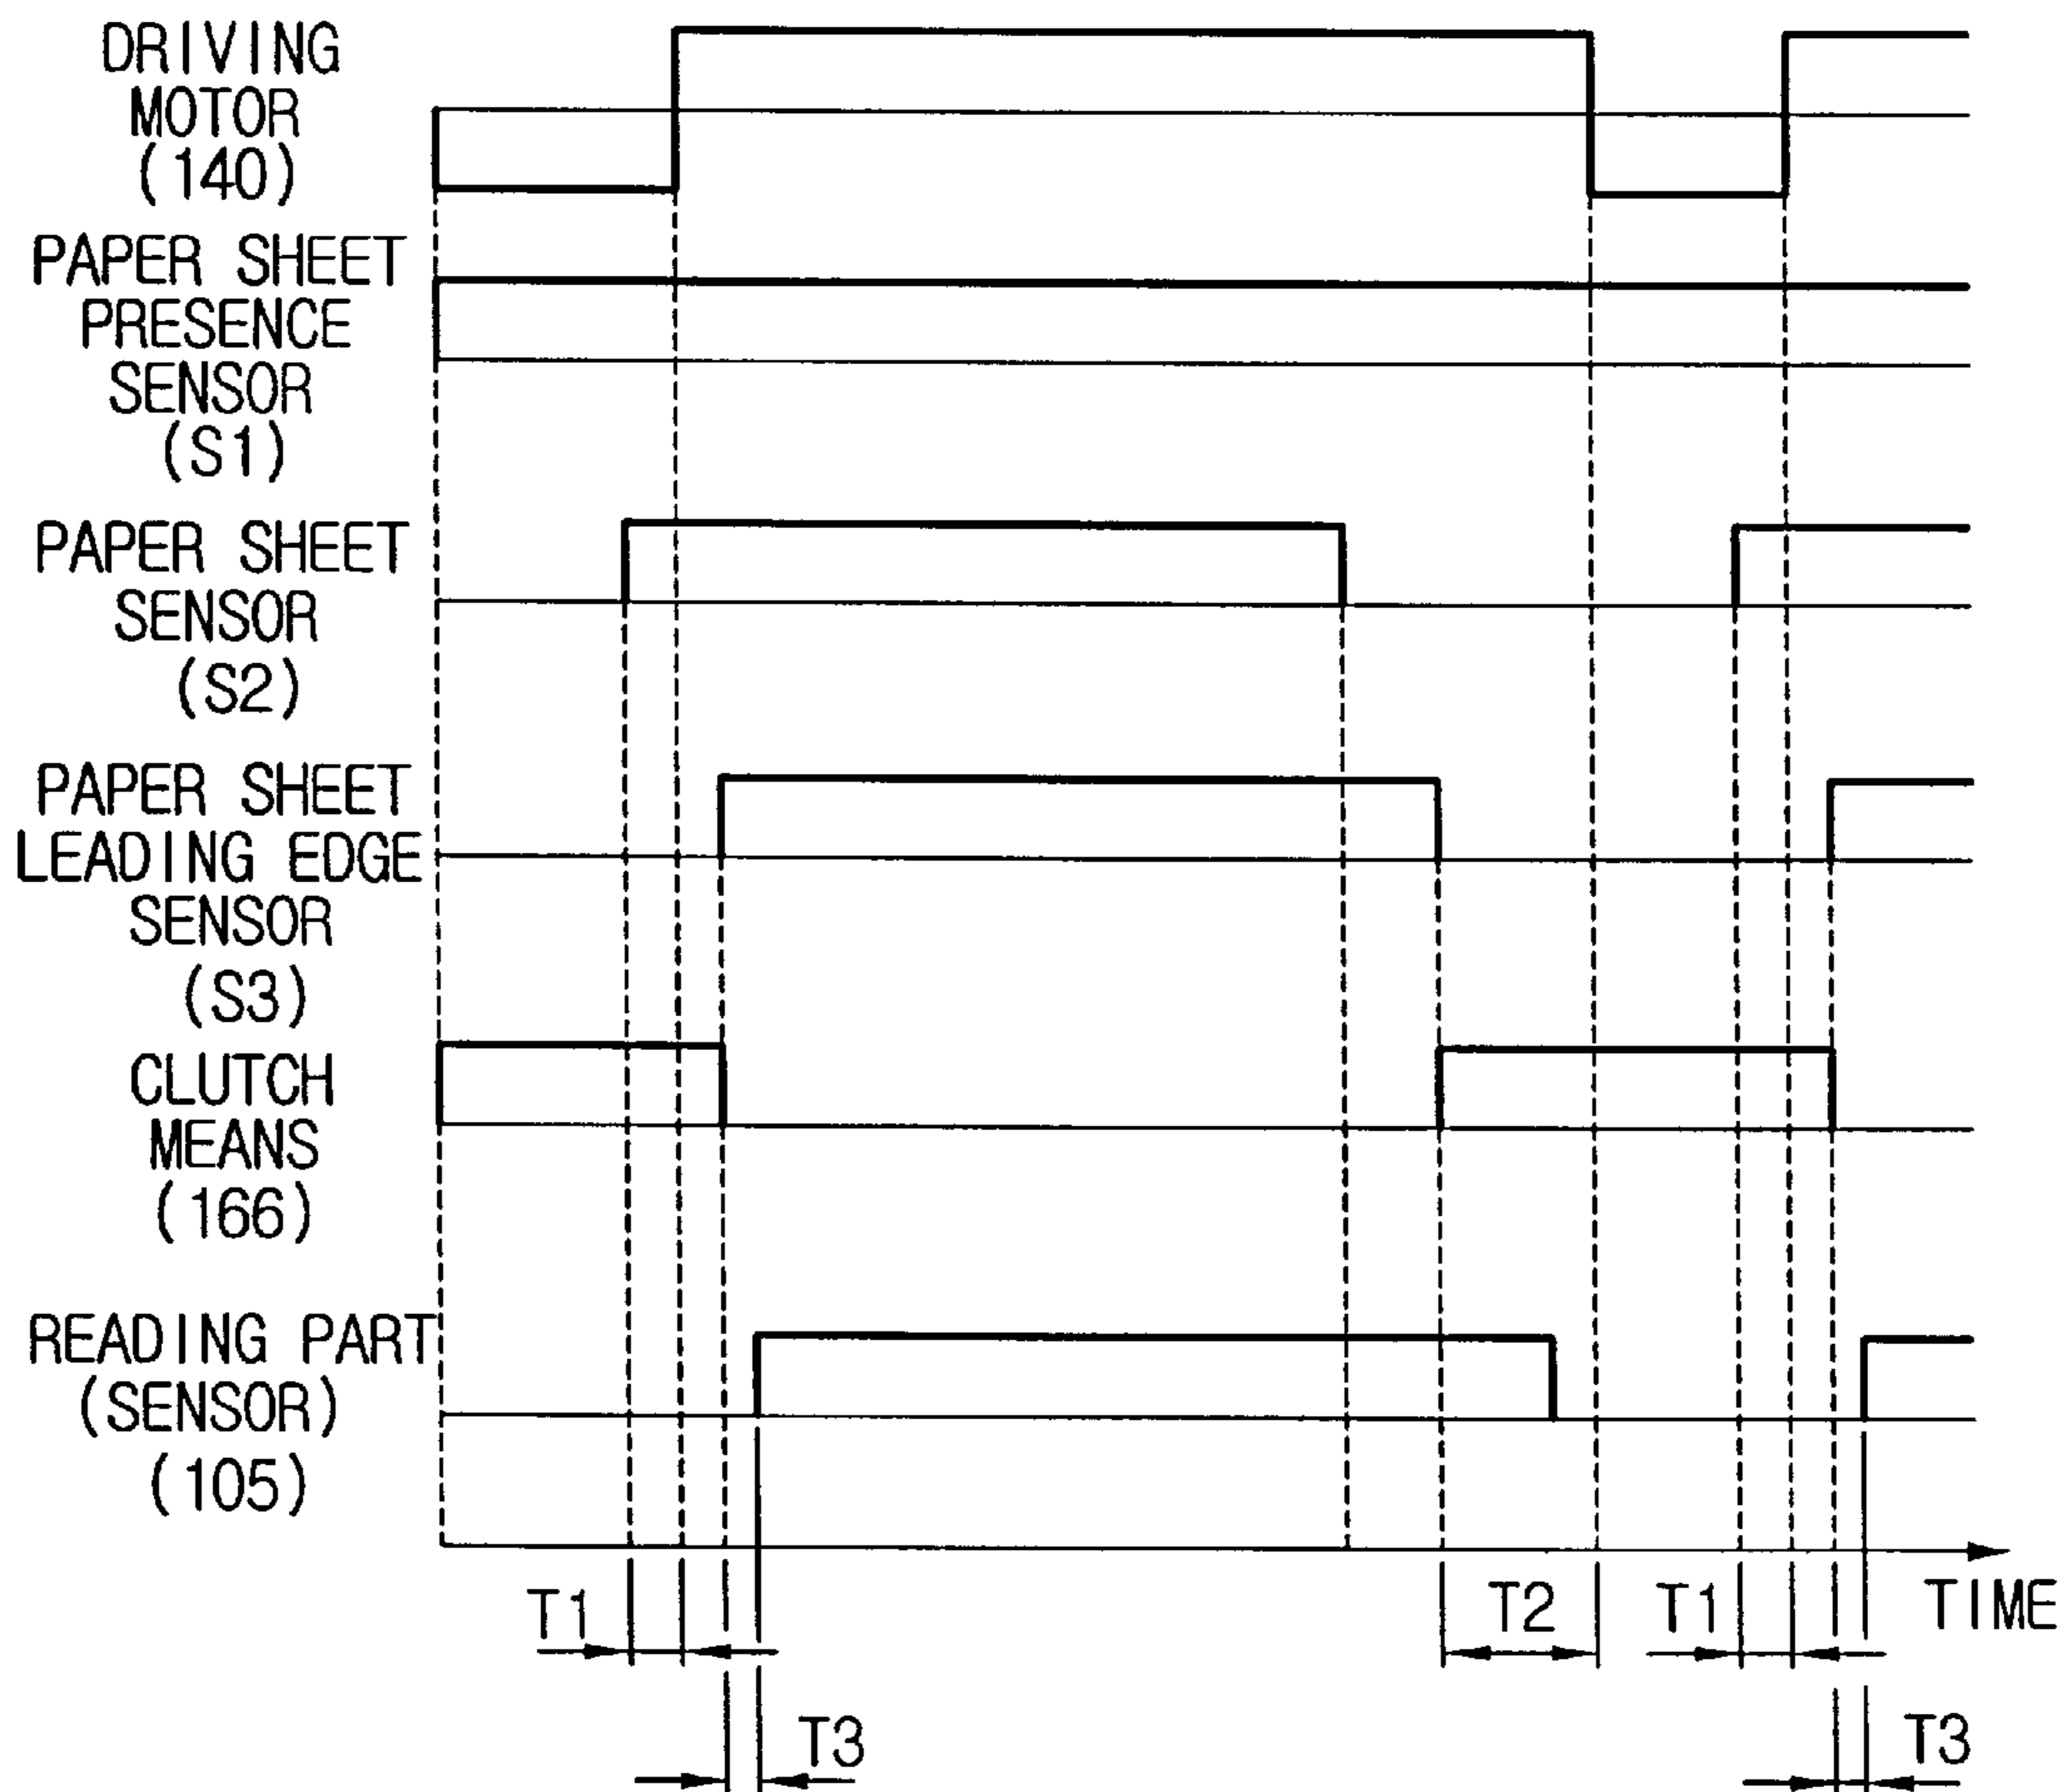 DRIVING
MOTOR
(140)
PAPER SHEET
PRESENCE
SENSOR
(S1)
PAPER SHEET
SENSOR
(S2)
PAPER SHEET
LEADING EDGE
SENSOR
(S3)
CLUTCH
MEANS
(166)
READING PART
(SENSOR)
(105)
T1 T2 T1 TIME
T3 T3